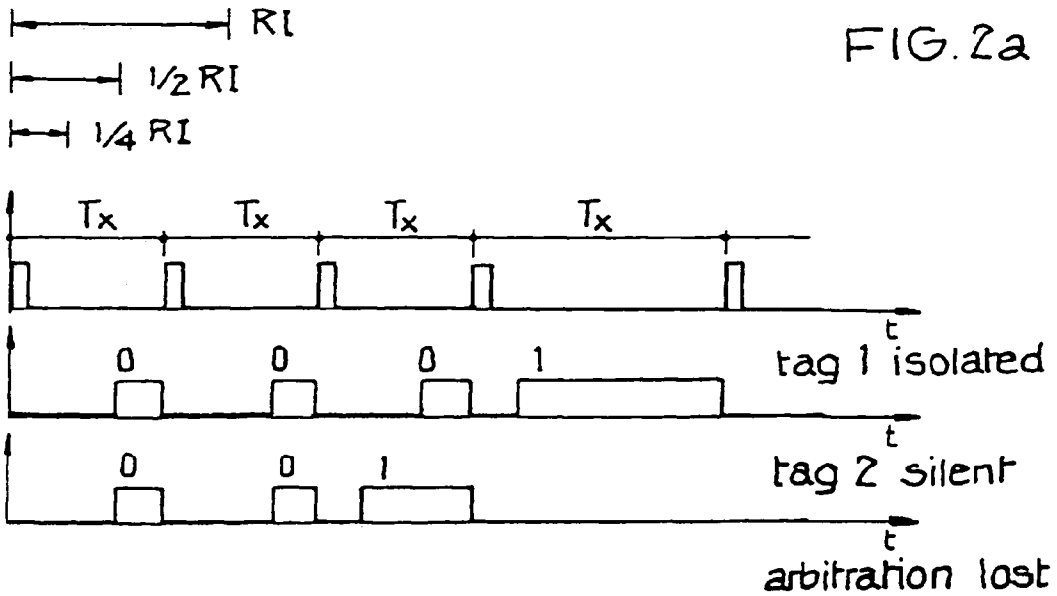 RI
FIG. 2a
1/2 RI
1/4 RI
Tx Tx Tx Tx
t
0 0 0 1
tag 1 isolated
t
0 0 1
tag 2 silent
t
arbitration lost